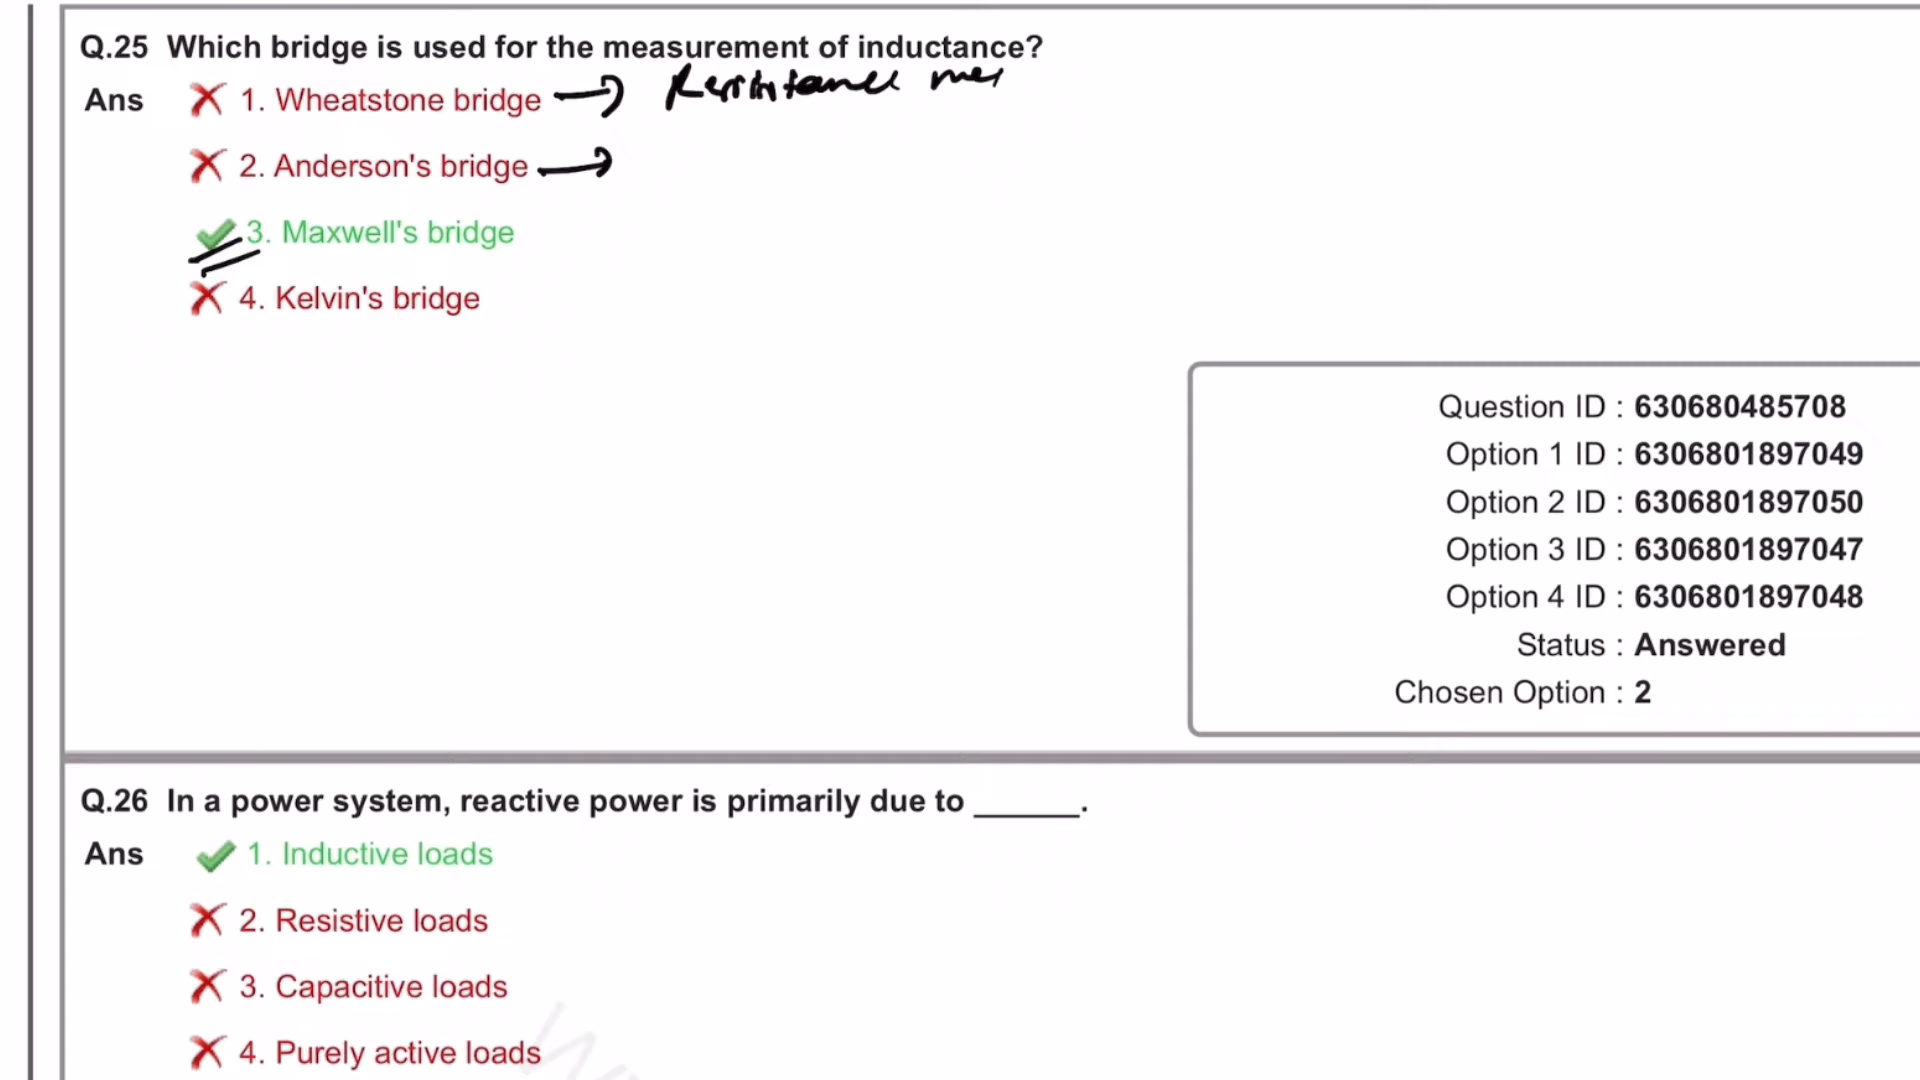 Q.25 Which bridge is used for the measurement of inductance?
Ans 1. Wheatstone bridge → Resistance mes
2. Anderson's bridge →
3. Maxwell's bridge
4. Kelvin's bridge
Question ID : 630680485708
Option 1 ID : 6306801897049
Option 2 ID : 6306801897050
Option 3 ID : 6306801897047
Option 4 ID : 6306801897048
Status : Answered
Chosen Option : 2
Q.26 In a power system, reactive power is primarily due to ______.
Ans 1. Inductive loads
2. Resistive loads
3. Capacitive loads
4. Purely active loads